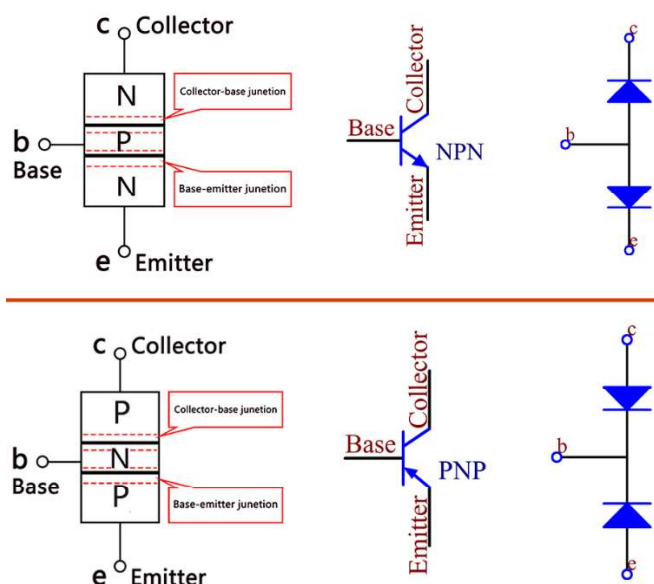 c Collector
N
Collector-base junetion
b
P
Base
N
Base-emitter junetion
e Emitter
Collector
Base
NPN
Emitter
c
b
e
c Collector
P
Collector-base junetion
b
N
Base
P
Base-emitter junetion
e Emitter
Collector
Base
PNP
Emitter
c
b
e